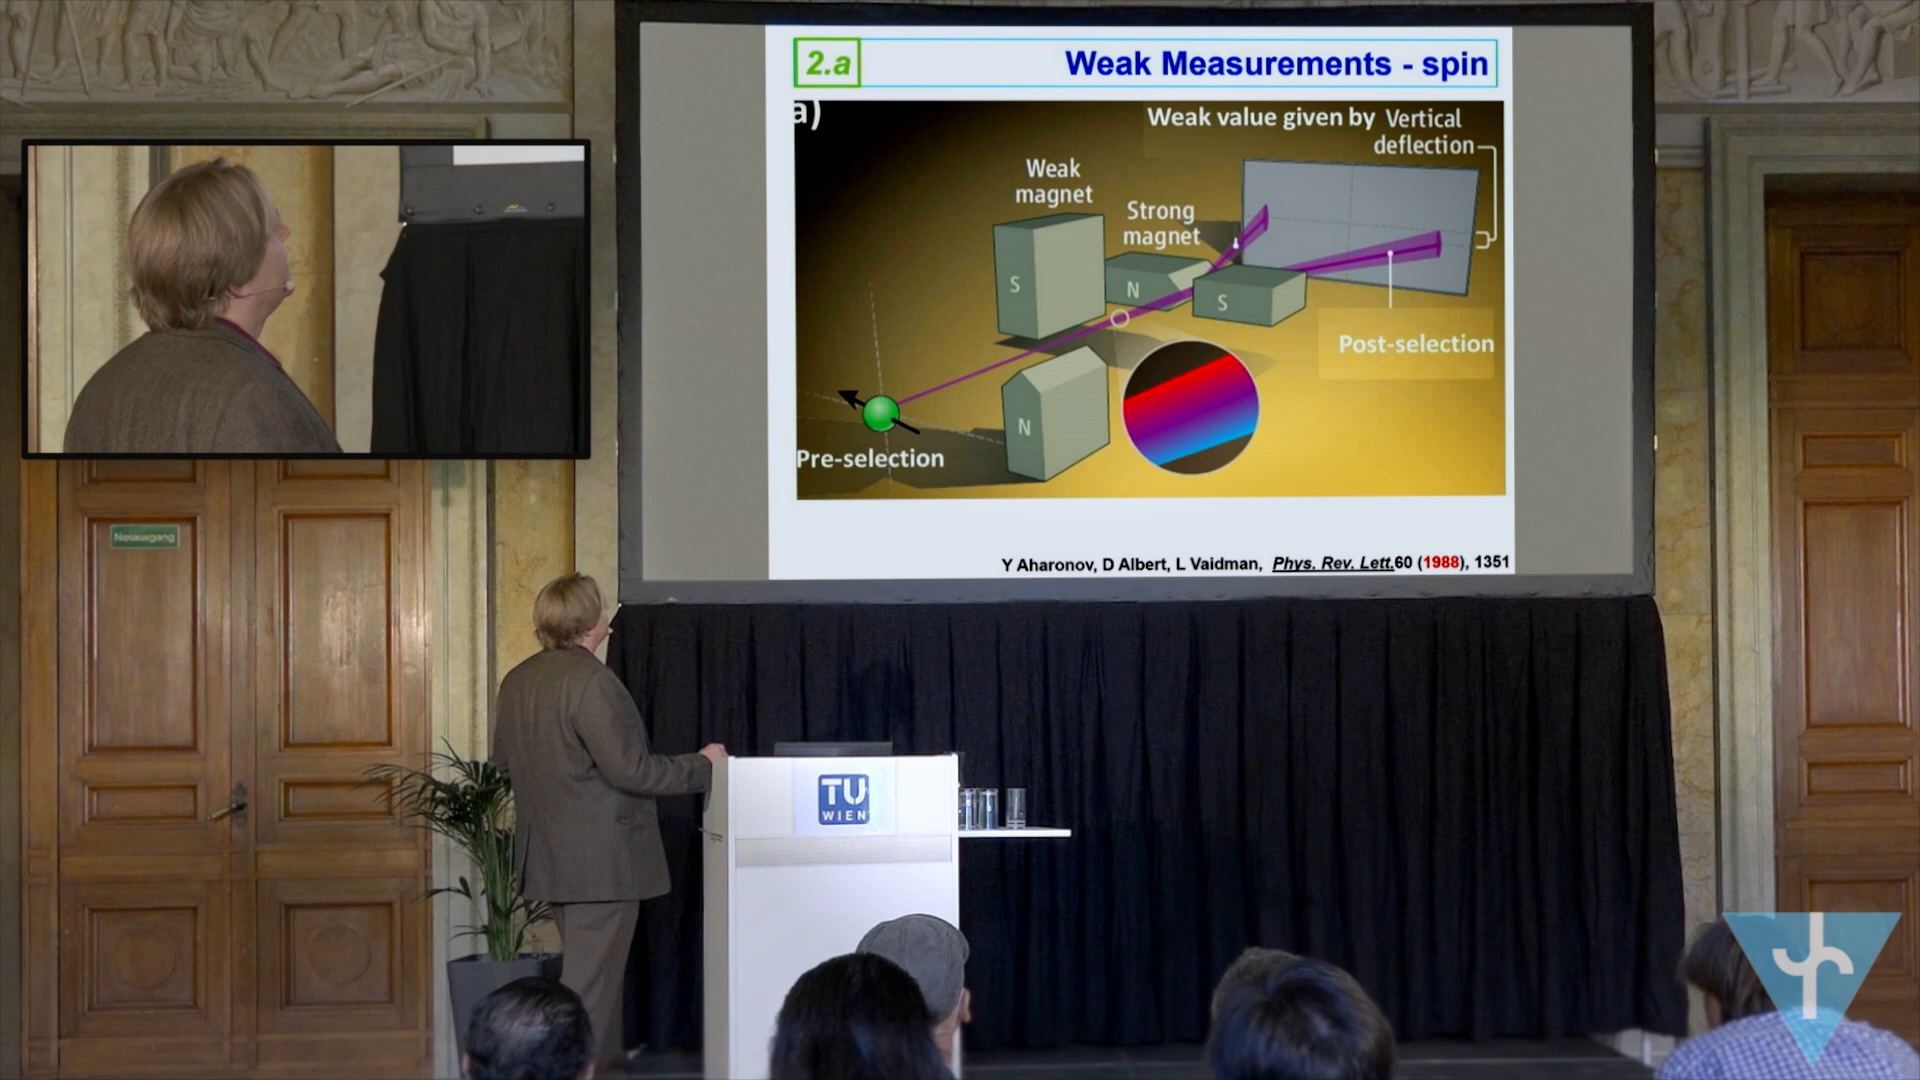 2.a
Weak Measurements - spin
a)
Weak value given by Vertical
deflection
Weak
magnet
Strong
magnet
S
N
S
Post-selection
N
Pre-selection
Y Aharonov, D Albert, L Vaidman, Phys. Rev. Lett.60 (1988), 1351
Notausgang
TU
WIEN